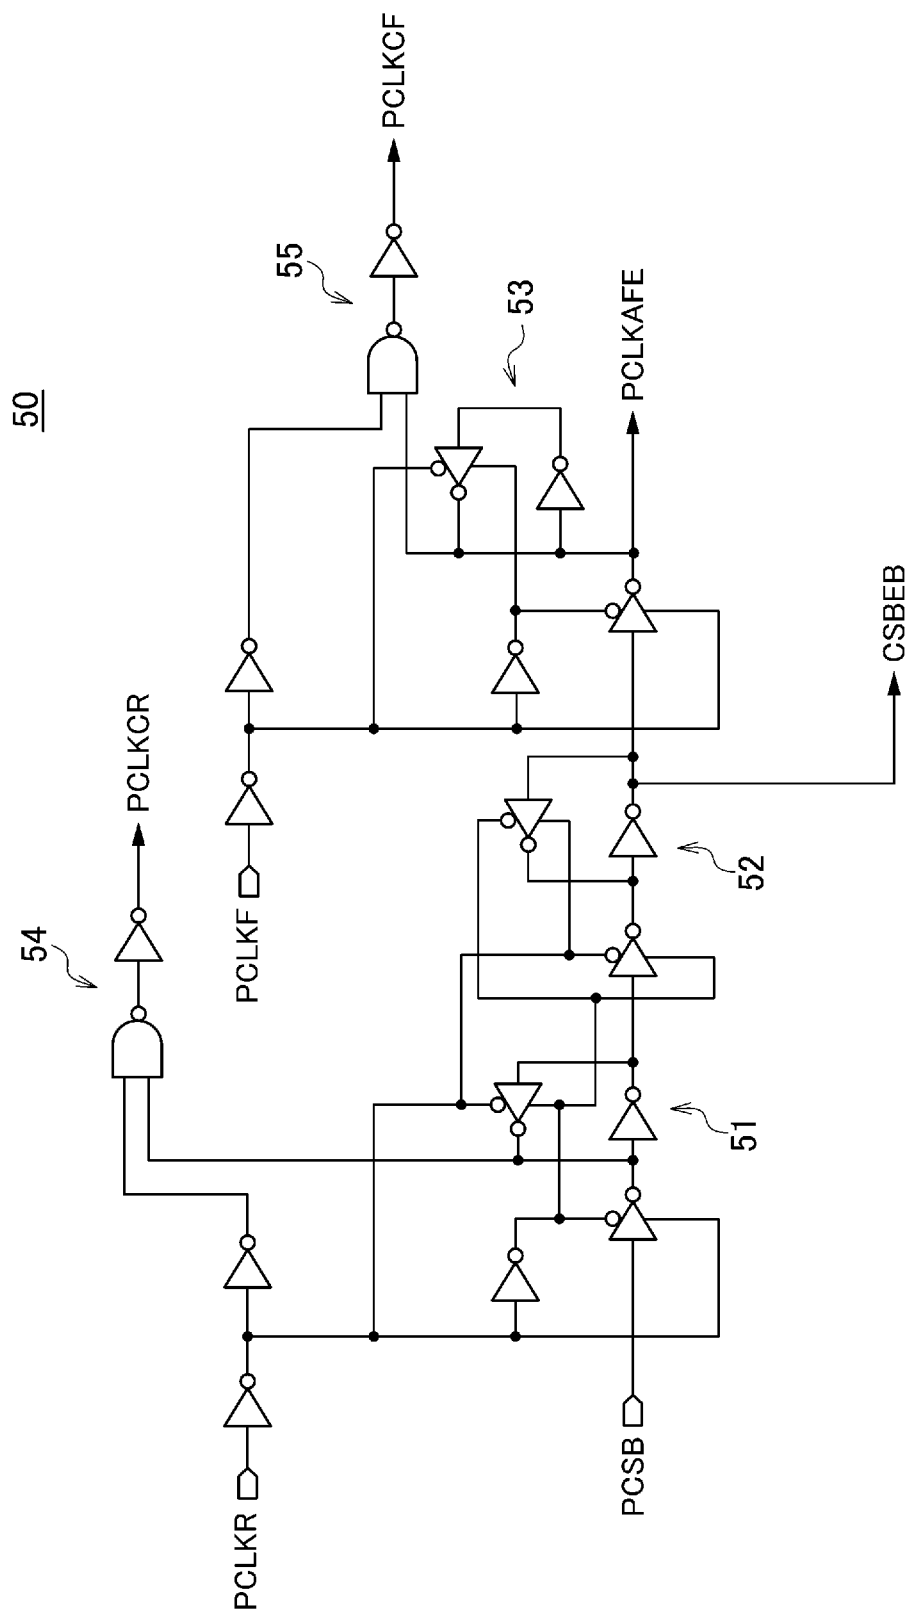 50
PCLKR
54
PCLKCR
PCLKF
55
PCLKCF
53
PCSB
51
52
PCLKAFE
CSBEB